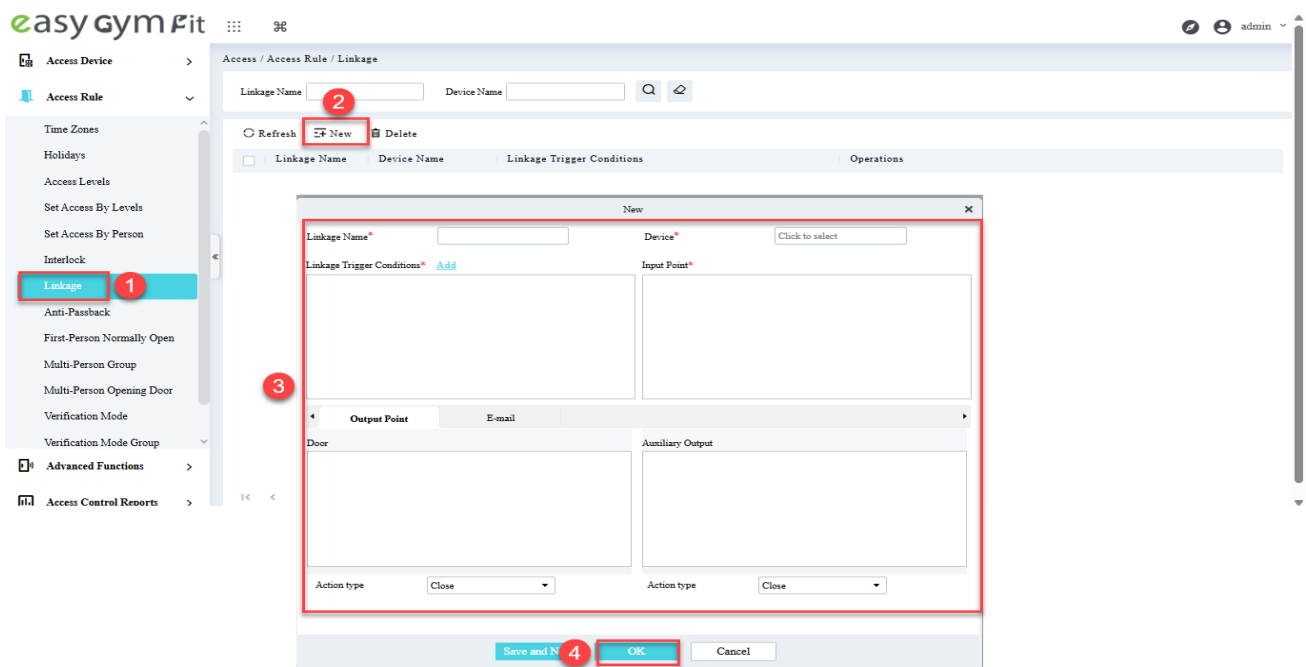 easy Gym Fit
admin
Access Device
Access / Access Rule / Linkage
Access Rule
Linkage Name
Device Name
2
Time Zones
Refresh
New
Delete
Holidays
Linkage Name
Device Name
Linkage Trigger Conditions
Operations
Access Levels
Set Access By Levels
Set Access By Person
Interlock
Linkage
1
Anti-Passback
First-Person Normally Open
Multi-Person Group
Multi-Person Opening Door
Verification Mode
Verification Mode Group
Advanced Functions
Access Control Reports
New
Linkage Name*
Device*
Click to select
Linkage Trigger Conditions* Add
Input Point*
3
Output Point
E-mail
Door
Auxiliary Output
Action type
Close
Action type
Close
Save and N
4
OK
Cancel